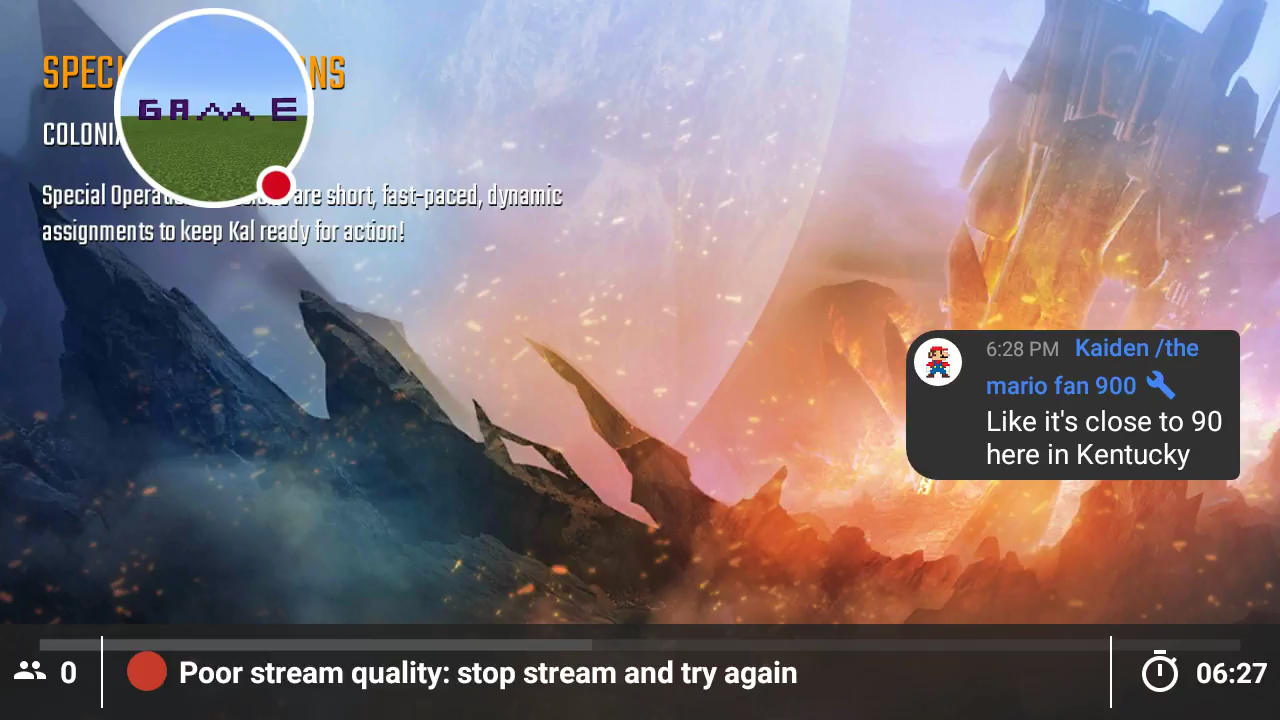 SPEC NS
GAME
COLONI
Special Opera are short, fast-paced, dynamic
assignments to keep Kal ready for action!
6:28 PM Kaiden /the
mario fan 900
Like it's close to 90
here in Kentucky
0
Poor stream quality: stop stream and try again
06:27